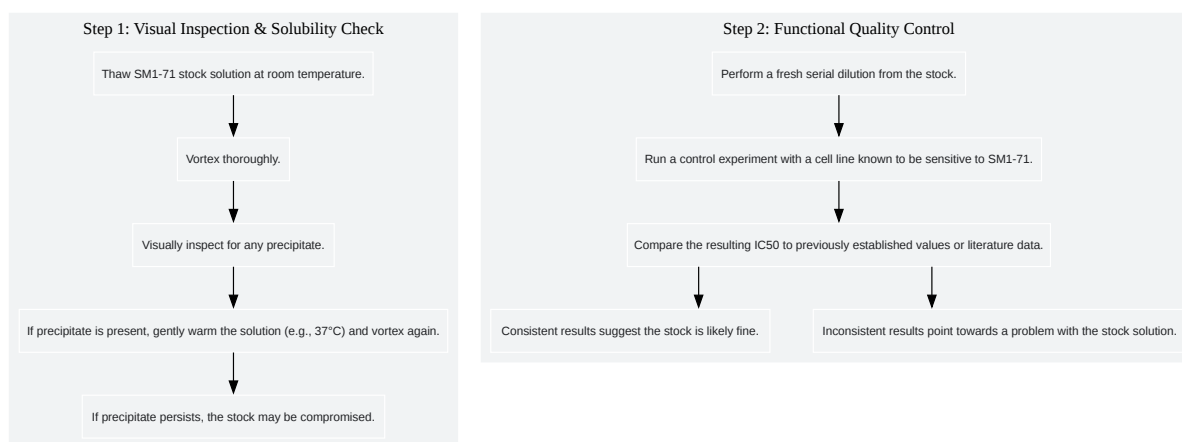 Step 1: Visual Inspection & Solubility Check
Thaw SM1-71 stock solution at room temperature.
Vortex thoroughly.
Visually inspect for any precipitate.
If precipitate is present, gently warm the solution (e.g., 37°C) and vortex again.
If precipitate persists, the stock may be compromised.
Step 2: Functional Quality Control
Perform a fresh serial dilution from the stock.
Run a control experiment with a cell line known to be sensitive to SM1-71.
Compare the resulting IC50 to previously established values or literature data.
Consistent results suggest the stock is likely fine.
Inconsistent results point towards a problem with the stock solution.